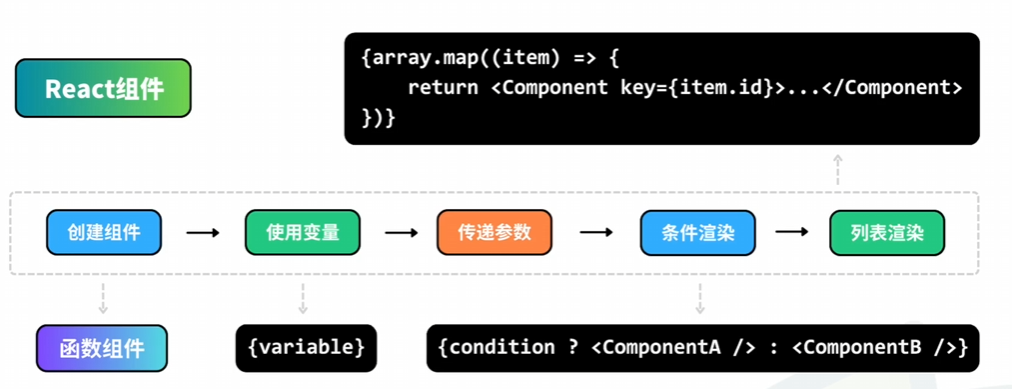 React组件
{array.map((item) => {
    return <Component key={item.id}>...</Component>
})}
创建组件
使用变量
传递参数
条件渲染
列表渲染
函数组件
{variable}
{condition ? <ComponentA /> : <ComponentB />}